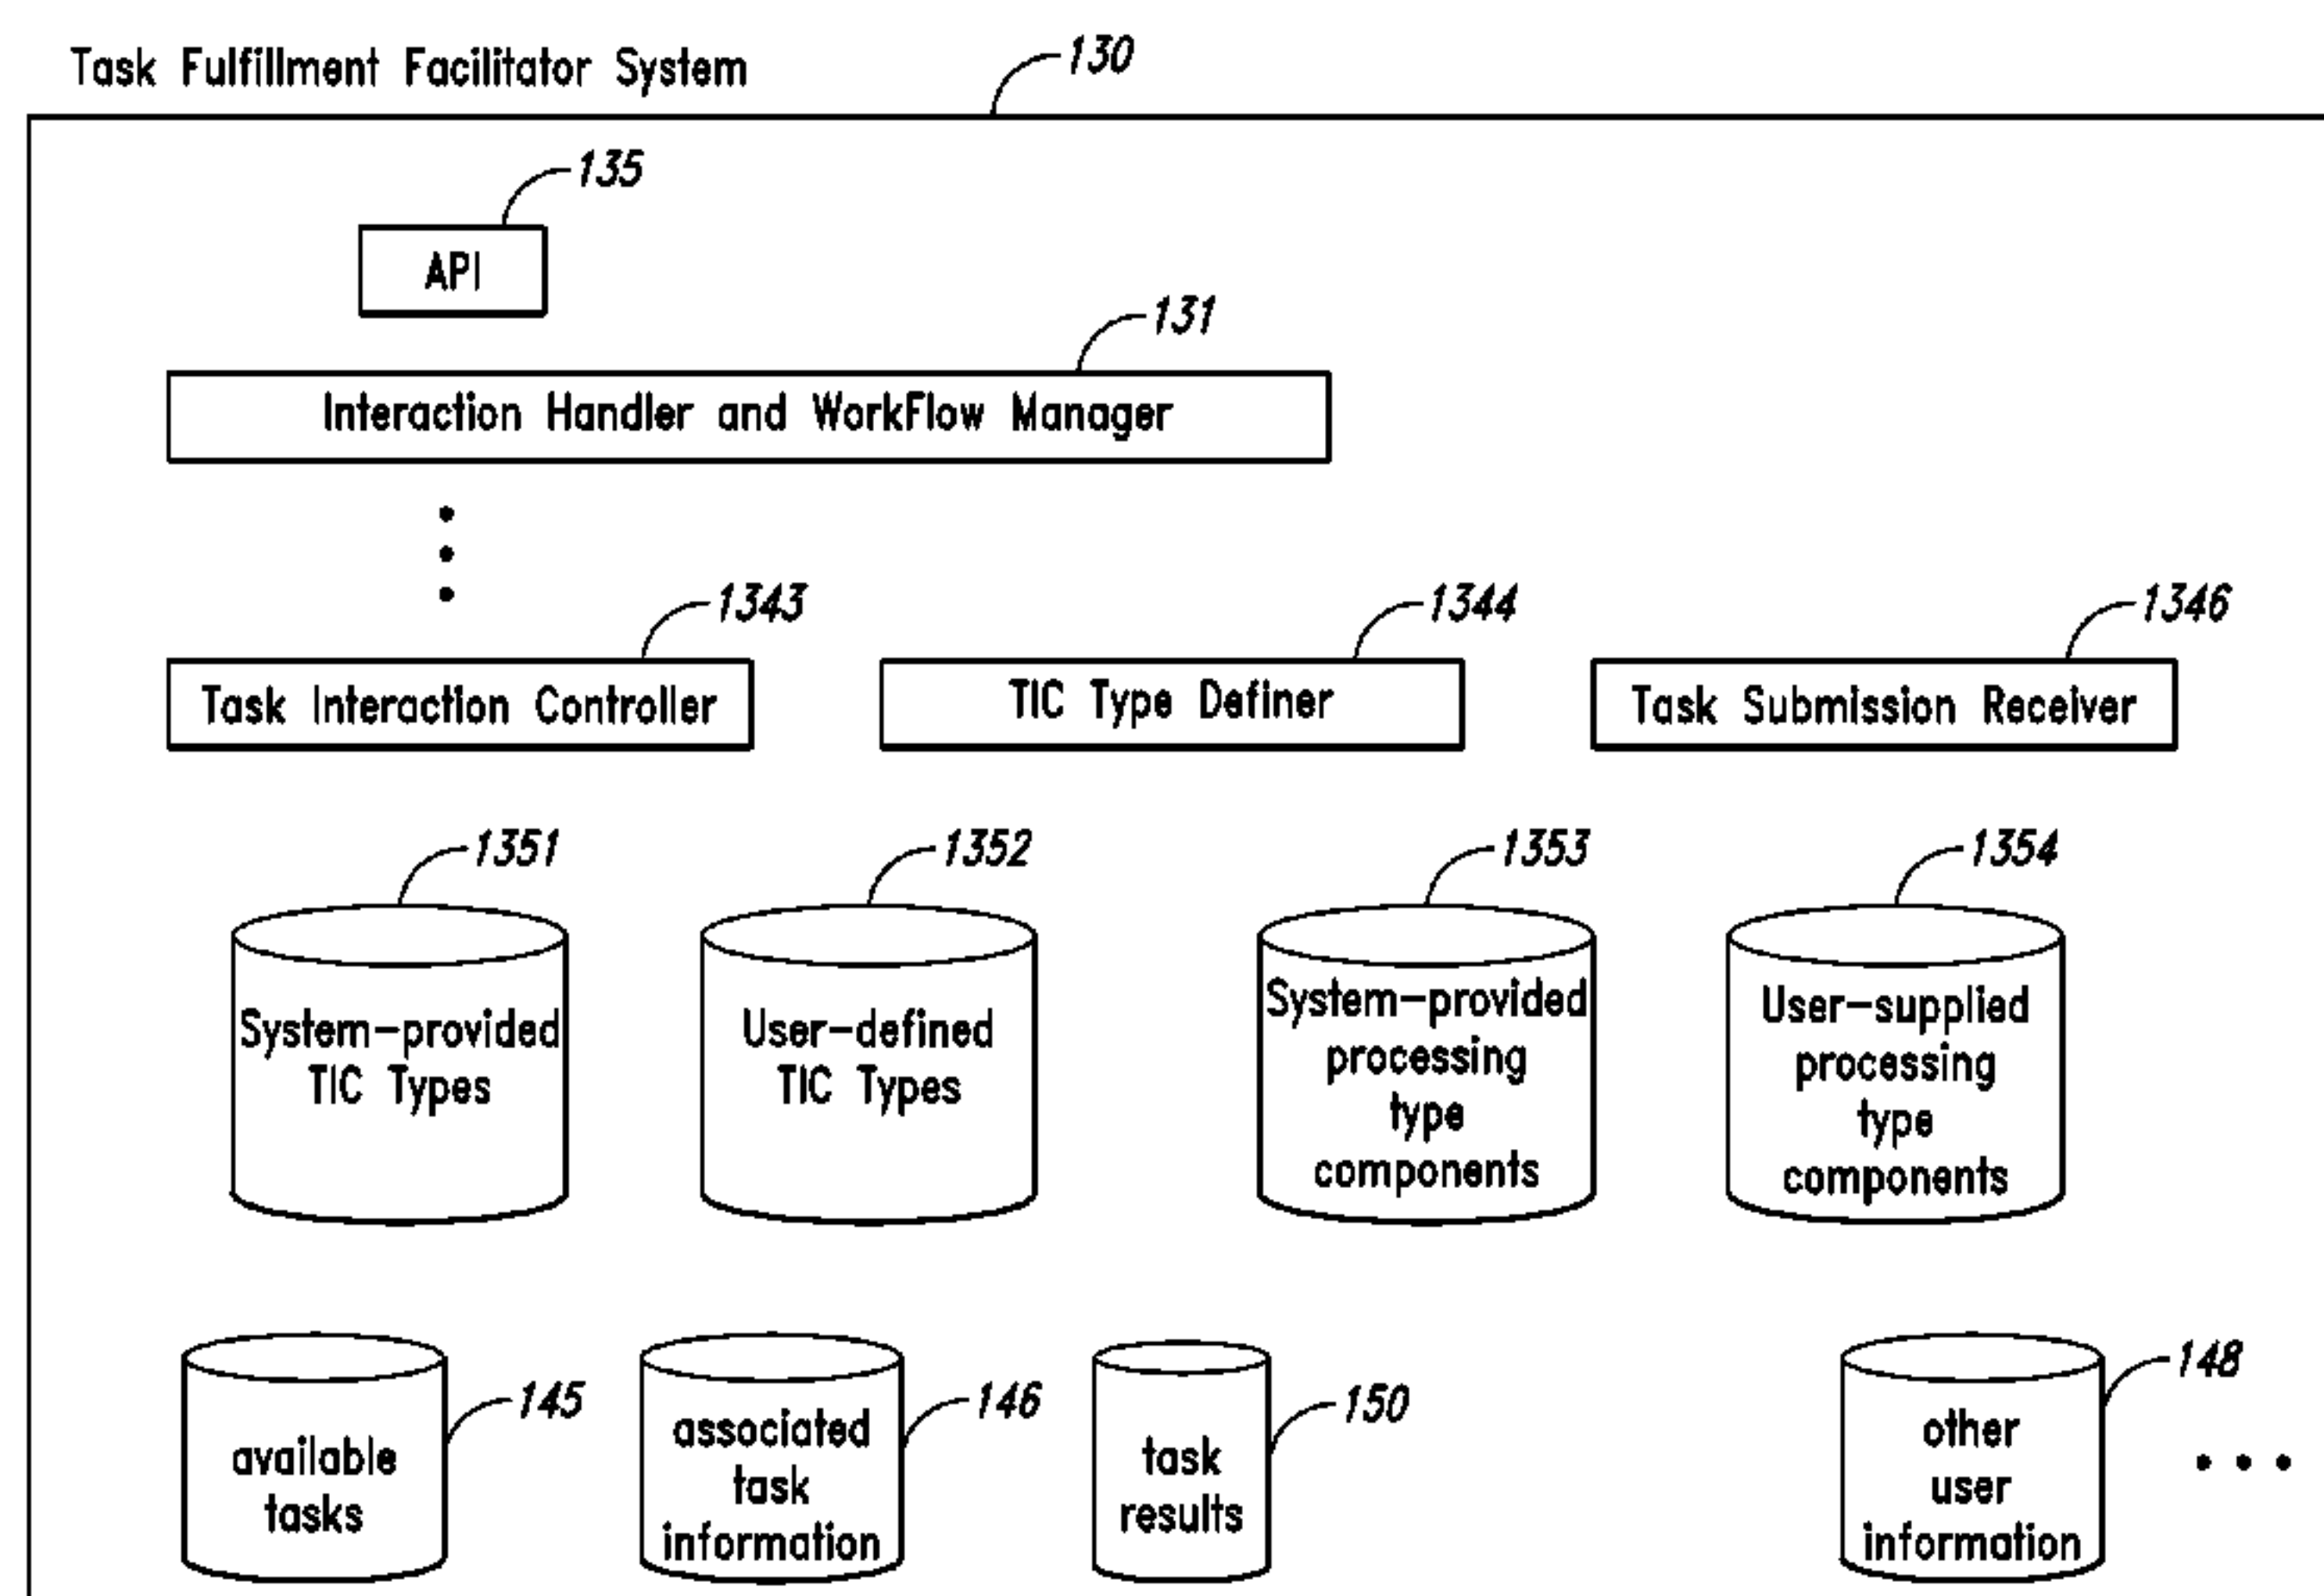 Task Fulfillment Facilitator System
130
135
API
131
Interaction Handler and WorkFlow Manager
1343
1344
1346
Task Interaction Controller
TIC Type Definer
Task Submission Receiver
1351
1352
1353
1354
System-provided
TIC Types
User-defined
TIC Types
System-provided
processing
type
components
User-supplied
processing
type
components
145
available
tasks
146
associated
task
information
150
task
results
148
other
user
information